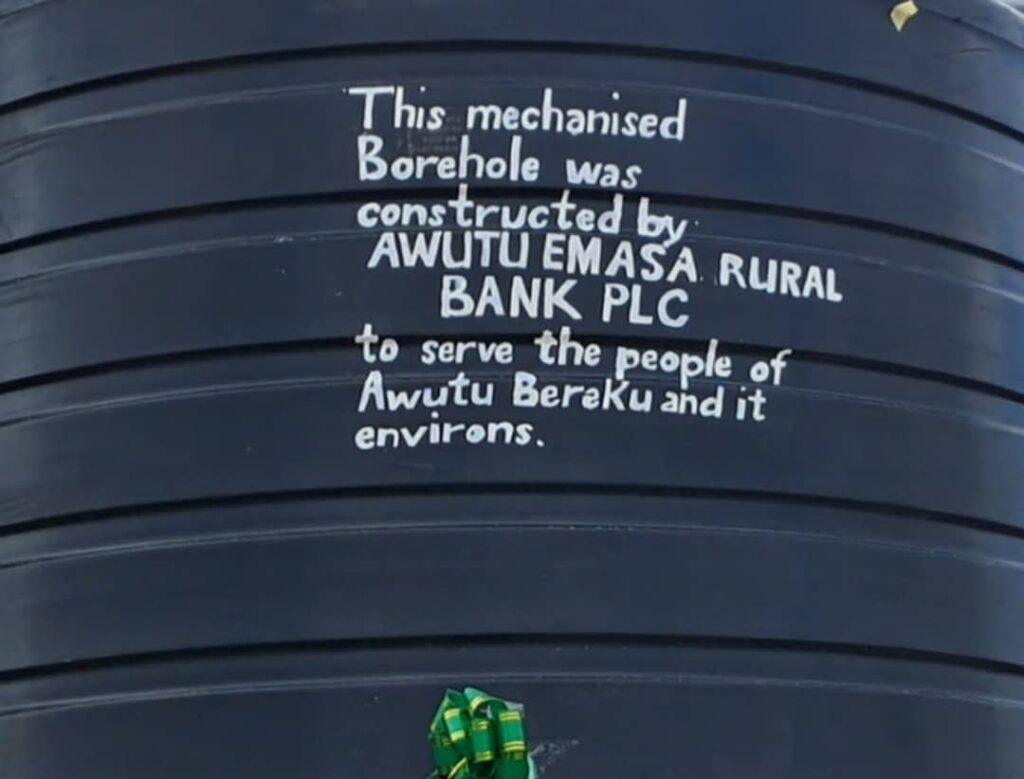 This mechanised
Borehole was
constructed by
AWUTU EMASA RURAL
BANK PLC
to serve the people of
Awutu Bereku and it
environs.